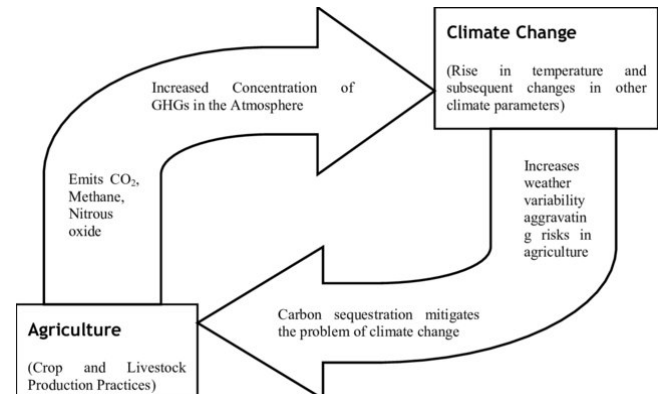 Climate Change
(Rise in temperature and
subsequent changes in other
climate parameters)
Increased Concentration of
GHGs in the Atmosphere
Emits CO₂,
Methane,
Nitrous
oxide
Increases
weather
variability
aggravatin
g risks in
agriculture
Carbon sequestration mitigates
the problem of climate change
Agriculture
(Crop and Livestock
Production Practices)